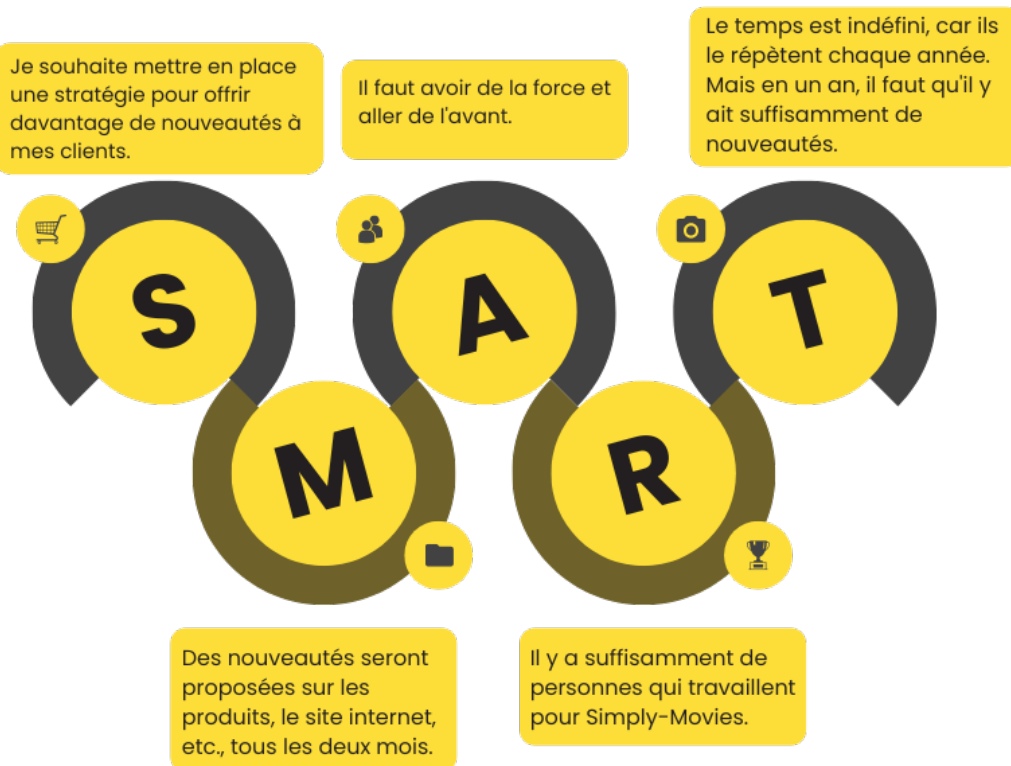 Je souhaite mettre en place
une stratégie pour offrir
davantage de nouveautés à
mes clients.
Il faut avoir de la force et
aller de l'avant.
Le temps est indéfini, car ils
le répètent chaque année.
Mais en un an, il faut qu'il y
ait suffisamment de
nouveautés.
S
M
A
R
T
Des nouveautés seront
proposées sur les
produits, le site internet,
etc., tous les deux mois.
Il y a suffisamment de
personnes qui travaillent
pour Simply-Movies.